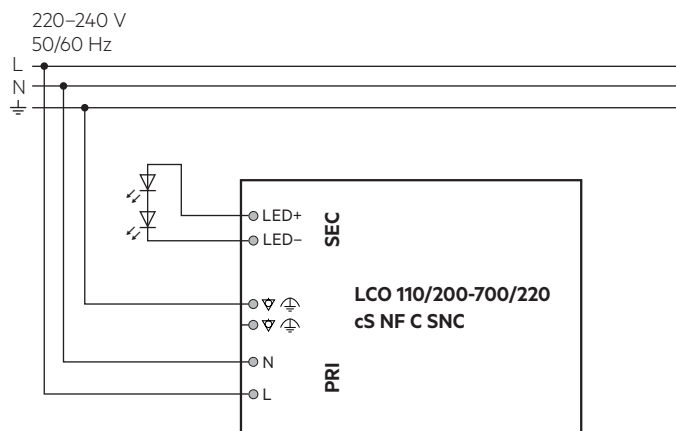 220–240 V
50/60 Hz
L
N
LED+
LED–
SEC
LCO 110/200-700/220
cS NF C SNC
N
PRI
L